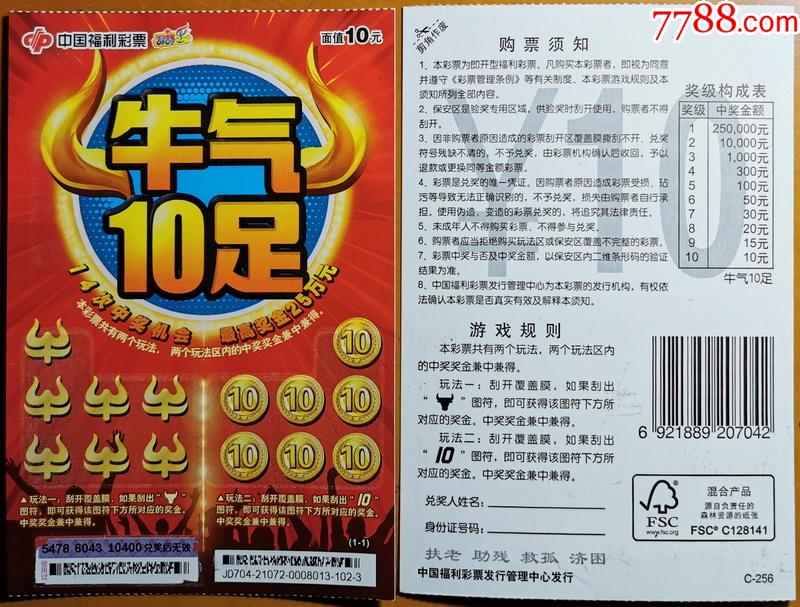 7788.com
中国福利彩票
刮刮乐
面值10元
牛气
10足
14次中奖机会 最高奖金25万元
本彩票共有两个玩法，两个玩法区内的中奖奖金兼中兼得。
10
10 10 10
10 10 10
▲玩法一：刮开覆盖膜，如果刮出“ ”
图符，即可获得该图符下方所对应的奖金。
中奖奖金兼中兼得。
▲玩法二：刮开覆盖膜，如果刮出“10”
图符，即可获得该图符下方所对应的奖金。
中奖奖金兼中兼得。
(1-1)
5478 6043 10400 兑奖后无效
使用过
JD704-21072-0008013-102-3
剪角作废
购票须知
1、本彩票为即开型福利彩票。凡购买本彩票者，即视为同意
并遵守《彩票管理条例》等有关制度、本彩票游戏规则及本
须知所列全部内容。
2、保安区是验奖专用区域，供验奖时刮开使用，购票者不得
刮开。
3、因非购票者原因造成的彩票刮开区覆盖膜撕刮不开、兑奖
符号残缺不清的，不予兑奖，由彩票机构确认后收回，予以
退款或更换同等金额彩票。
4、彩票是兑奖的唯一凭证。因购票者原因造成彩票受损、玷
污等导致无法正确识别的，不予兑奖，损失由购票者自行承
担。使用伪造、变造的彩票兑奖的，将追究其法律责任。
5、未成年人不得购买彩票、不得参与兑奖。
6、购票者应当拒绝购买玩法区或保安区覆盖不完整的彩票。
7、彩票中奖与否及中奖金额，以保安区内二维条形码的验证
结果为准。
8、中国福利彩票发行管理中心为本彩票的发行机构，有权依
法确认本彩票是否真实有效及解释本须知。
¥10
奖级构成表
奖级 中奖金额
1 250,000元
2 10,000元
3 1,000元
4 300元
5 100元
6 50元
7 30元
8 20元
9 15元
10 10元
牛气10足
游戏规则
本彩票共有两个玩法，两个玩法区内的
中奖奖金兼中兼得。
玩法一：刮开覆盖膜，如果刮出
“ ”图符，即可获得该图符下方所
对应的奖金。中奖奖金兼中兼得。
玩法二：刮开覆盖膜，如果刮出
“10”图符，即可获得该图符下方所
对应的奖金。中奖奖金兼中兼得。
6 921889 207042
兑奖人姓名：
身份证号码：
FSC
www.fsc.org
混合产品
源自负责任的
森林资源的纸张
FSC® C128141
扶老 助残 救孤 济困
中国福利彩票发行管理中心发行
C-256